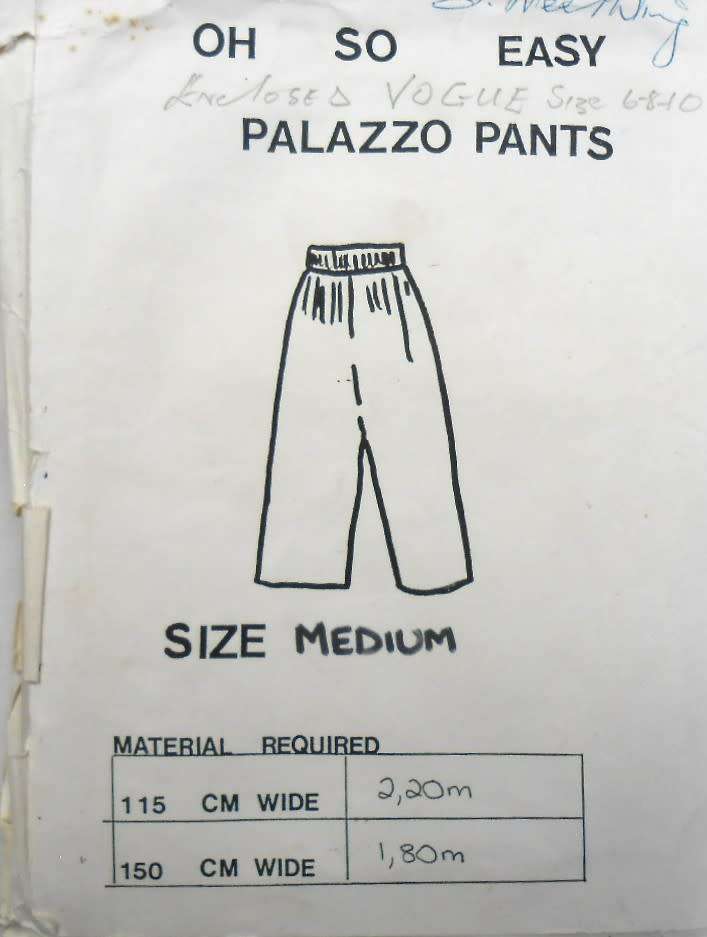 OH SO EASY
Enclosed VOGUE Size 6-8-10
PALAZZO PANTS
SIZE MEDIUM
MATERIAL REQUIRED
115 CM WIDE 2,20m
150 CM WIDE 1,80m